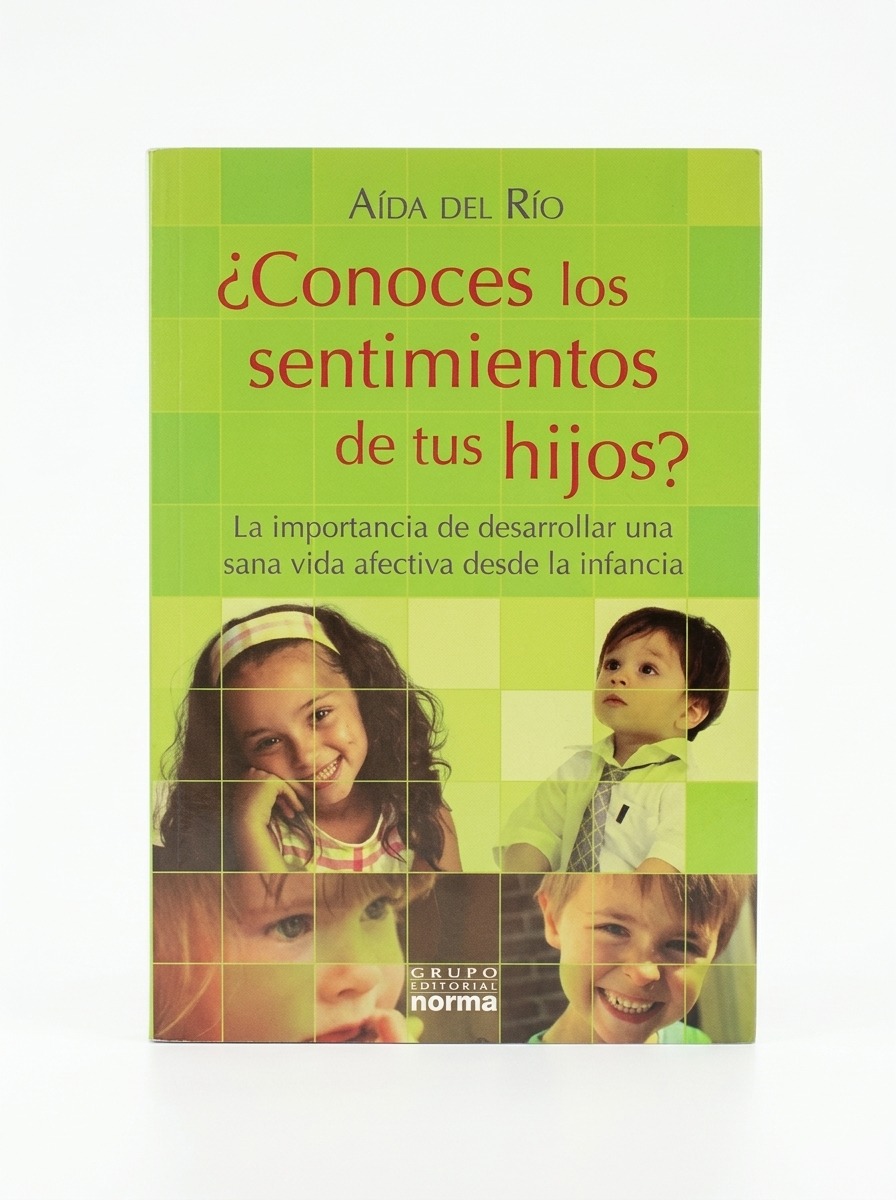 AÍDA DEL RÍO
¿Conoces los
sentimientos
de tus hijos?
La importancia de desarrollar una
sana vida afectiva desde la infancia
GRUPO
EDITORIAL
norma